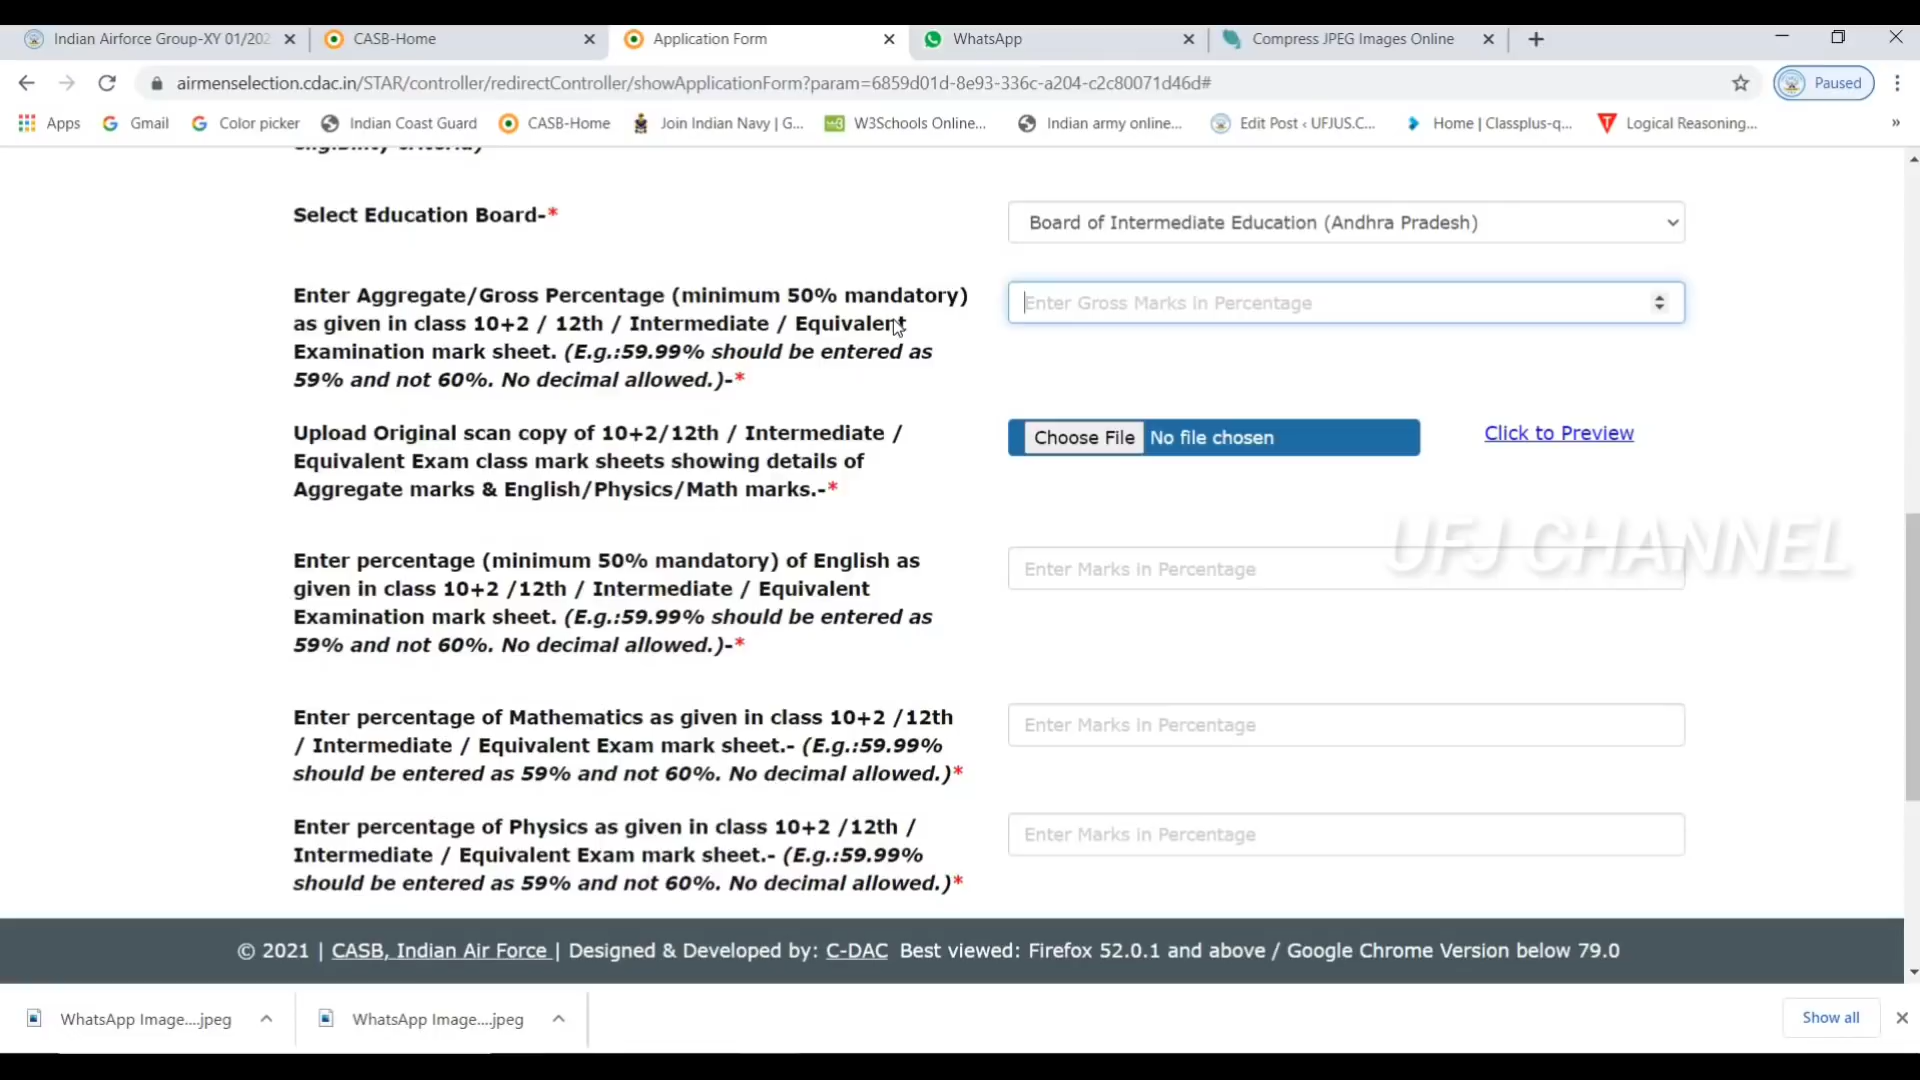 Indian Airforce Group-XY 01/202
CASB-Home
Application Form
WhatsApp
Compress JPEG Images Online
airmenselection.cdac.in/STAR/controller/redirectController/showApplicationForm?param=6859d01d-8e93-336c-a204-c2c80071d46d#
Paused
Apps
Gmail
Color picker
Indian Coast Guard
CASB-Home
Join Indian Navy | G...
W3Schools Online...
Indian army online...
Edit Post ‹ UFJUS.C...
Home | Classplus-q...
Logical Reasoning...
»
eligibility criteria)
Select Education Board-*
Board of Intermediate Education (Andhra Pradesh)
Enter Aggregate/Gross Percentage (minimum 50% mandatory)
as given in class 10+2 / 12th / Intermediate / Equivalent
Examination mark sheet. (E.g.:59.99% should be entered as
59% and not 60%. No decimal allowed.)-*
Enter Gross Marks in Percentage
Upload Original scan copy of 10+2/12th / Intermediate /
Equivalent Exam class mark sheets showing details of
Aggregate marks & English/Physics/Math marks.-*
Choose File No file chosen
Click to Preview
UFJ CHANNEL
Enter percentage (minimum 50% mandatory) of English as
given in class 10+2 /12th / Intermediate / Equivalent
Examination mark sheet. (E.g.:59.99% should be entered as
59% and not 60%. No decimal allowed.)-*
Enter Marks in Percentage
Enter percentage of Mathematics as given in class 10+2 /12th
/ Intermediate / Equivalent Exam mark sheet.- (E.g.:59.99%
should be entered as 59% and not 60%. No decimal allowed.)*
Enter Marks in Percentage
Enter percentage of Physics as given in class 10+2 /12th /
Intermediate / Equivalent Exam mark sheet.- (E.g.:59.99%
should be entered as 59% and not 60%. No decimal allowed.)*
Enter Marks in Percentage
© 2021 | CASB, Indian Air Force | Designed & Developed by: C-DAC Best viewed: Firefox 52.0.1 and above / Google Chrome Version below 79.0
WhatsApp Image....jpeg
WhatsApp Image....jpeg
Show all